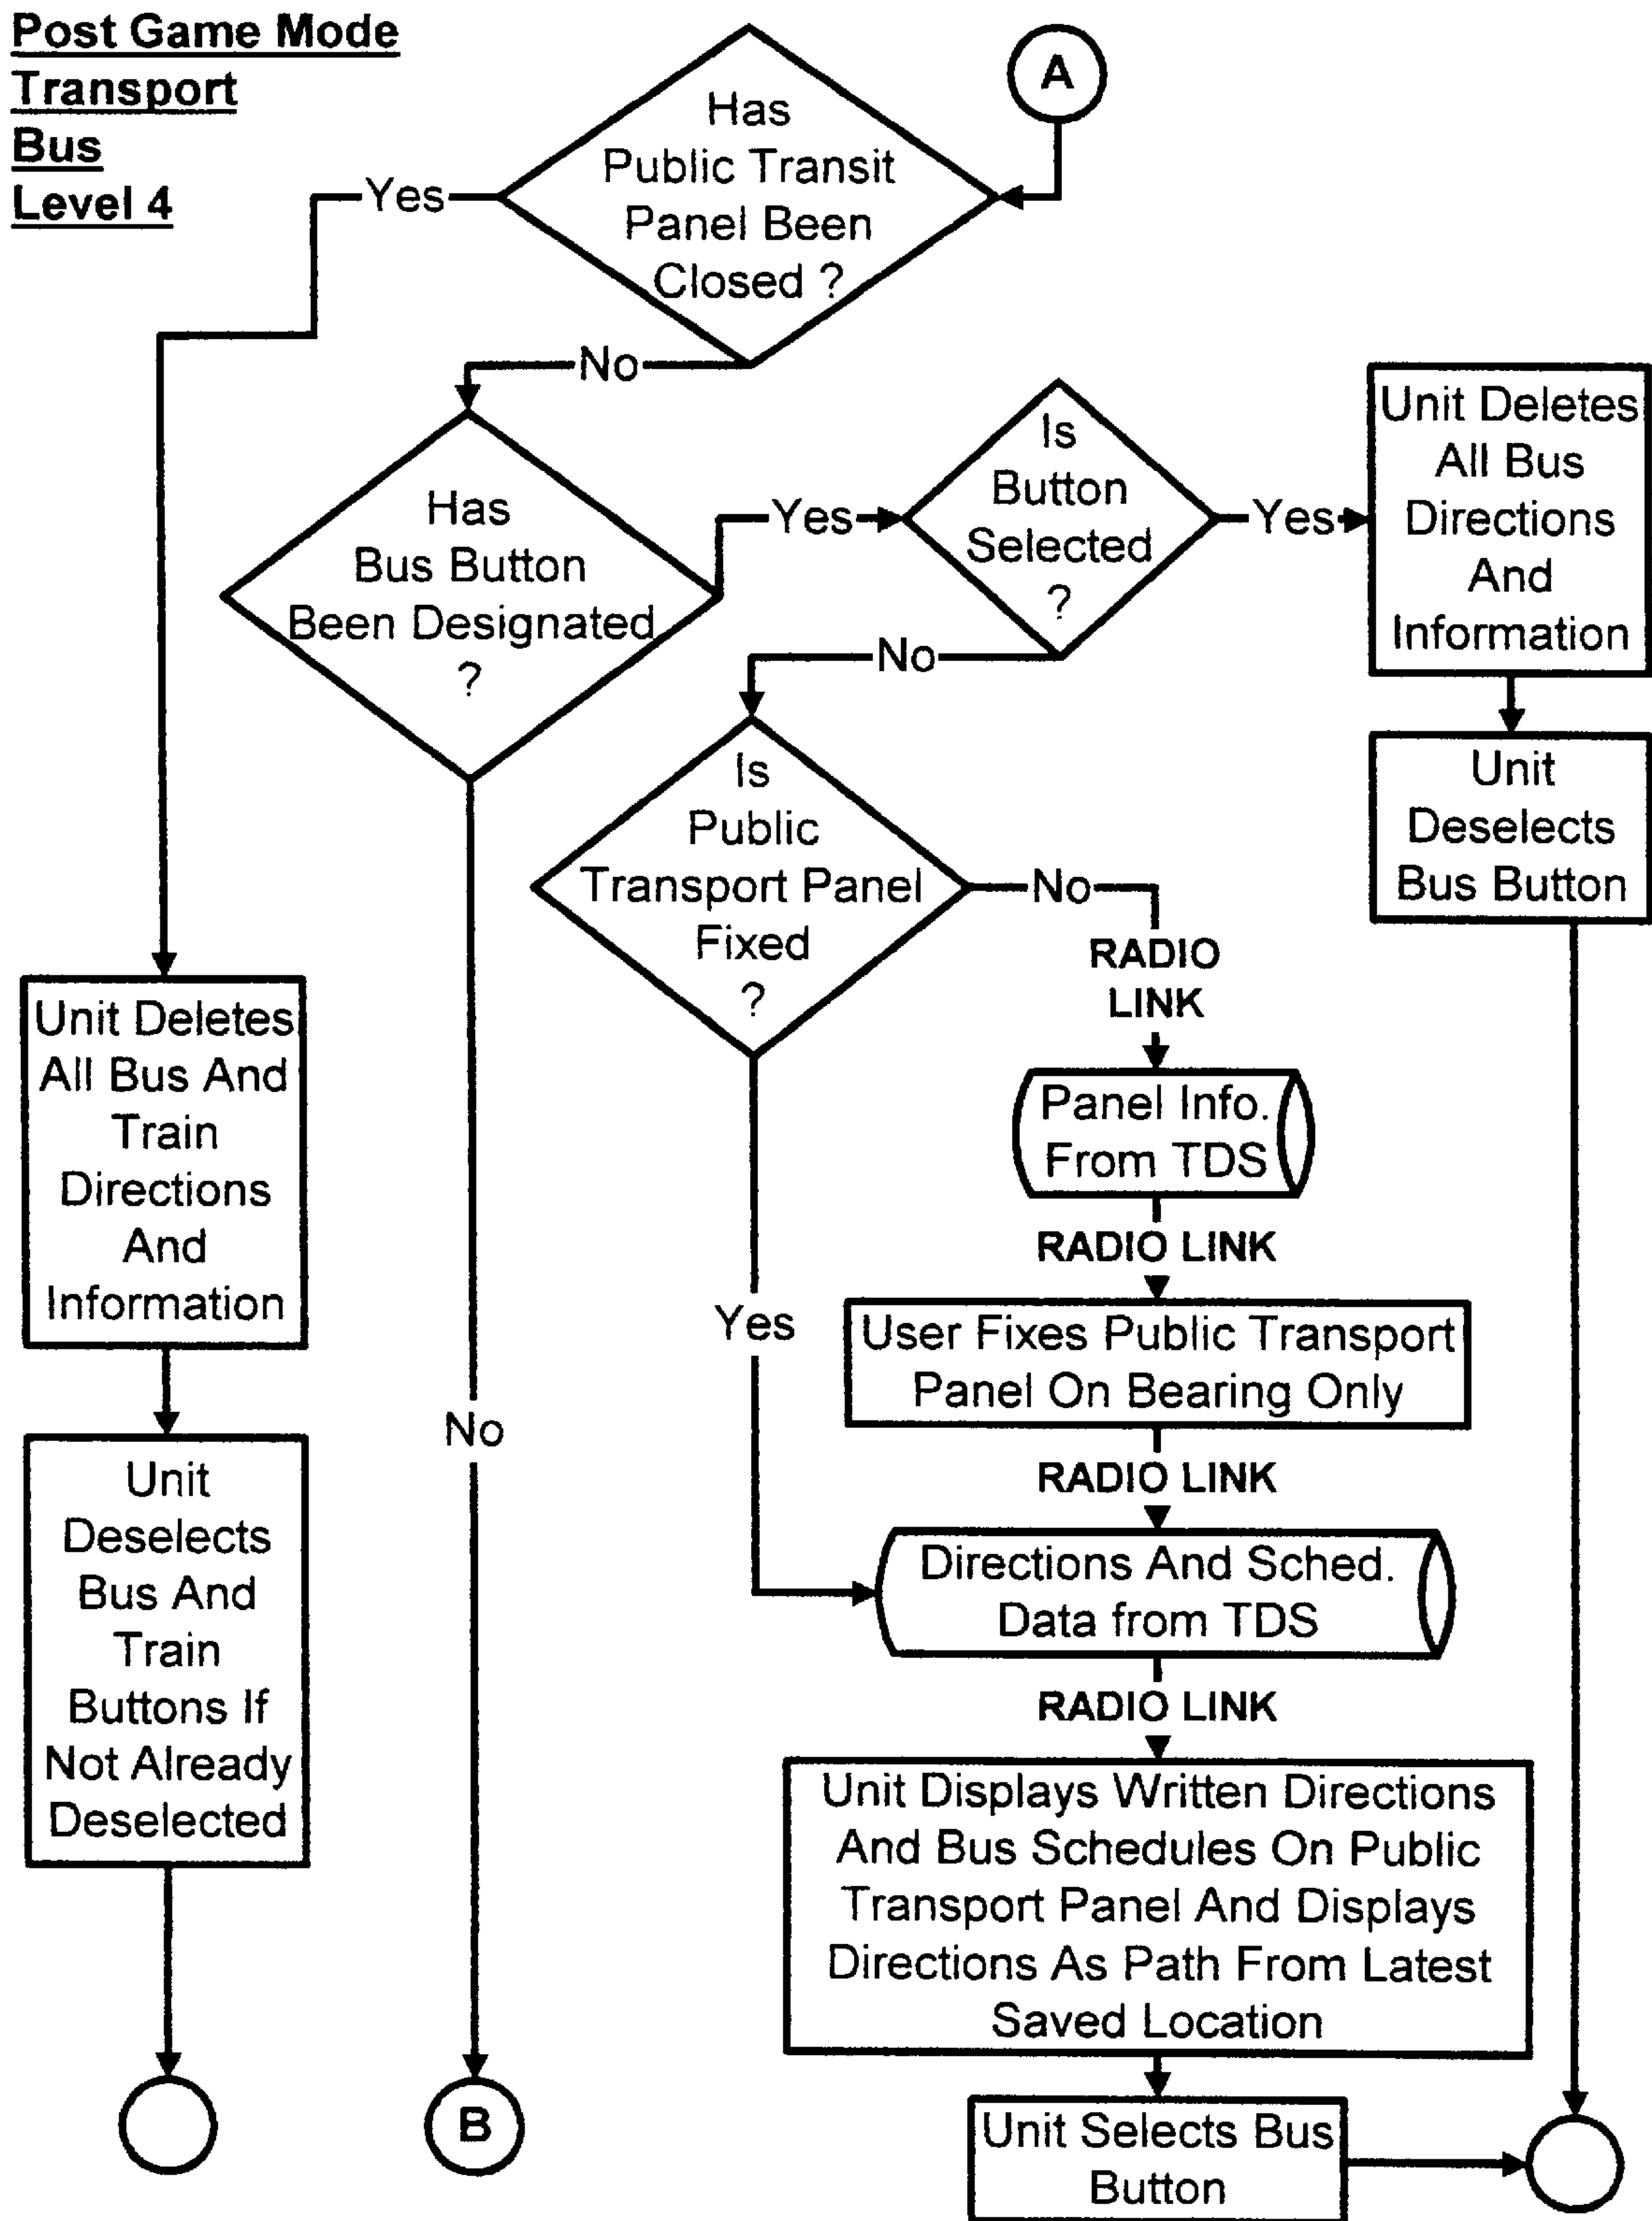 Post Game Mode
Transport
Bus
Level 4
A
Has
Public Transit
Panel Been
Closed ?
Yes
No
Has
Bus Button
Been Designated
?
Yes
Is
Button
Selected
?
Yes
Unit Deletes
All Bus
Directions
And
Information
Unit
Deselects
Bus Button
No
Is
Public
Transport Panel
Fixed
?
No
RADIO
LINK
Panel Info.
From TDS
RADIO LINK
User Fixes Public Transport
Panel On Bearing Only
RADIO LINK
Yes
Directions And Sched.
Data from TDS
RADIO LINK
Unit Displays Written Directions
And Bus Schedules On Public
Transport Panel And Displays
Directions As Path From Latest
Saved Location
Unit Selects Bus
Button
Unit Deletes
All Bus And
Train
Directions
And
Information
Unit
Deselects
Bus And
Train
Buttons If
Not Already
Deselected
No
B